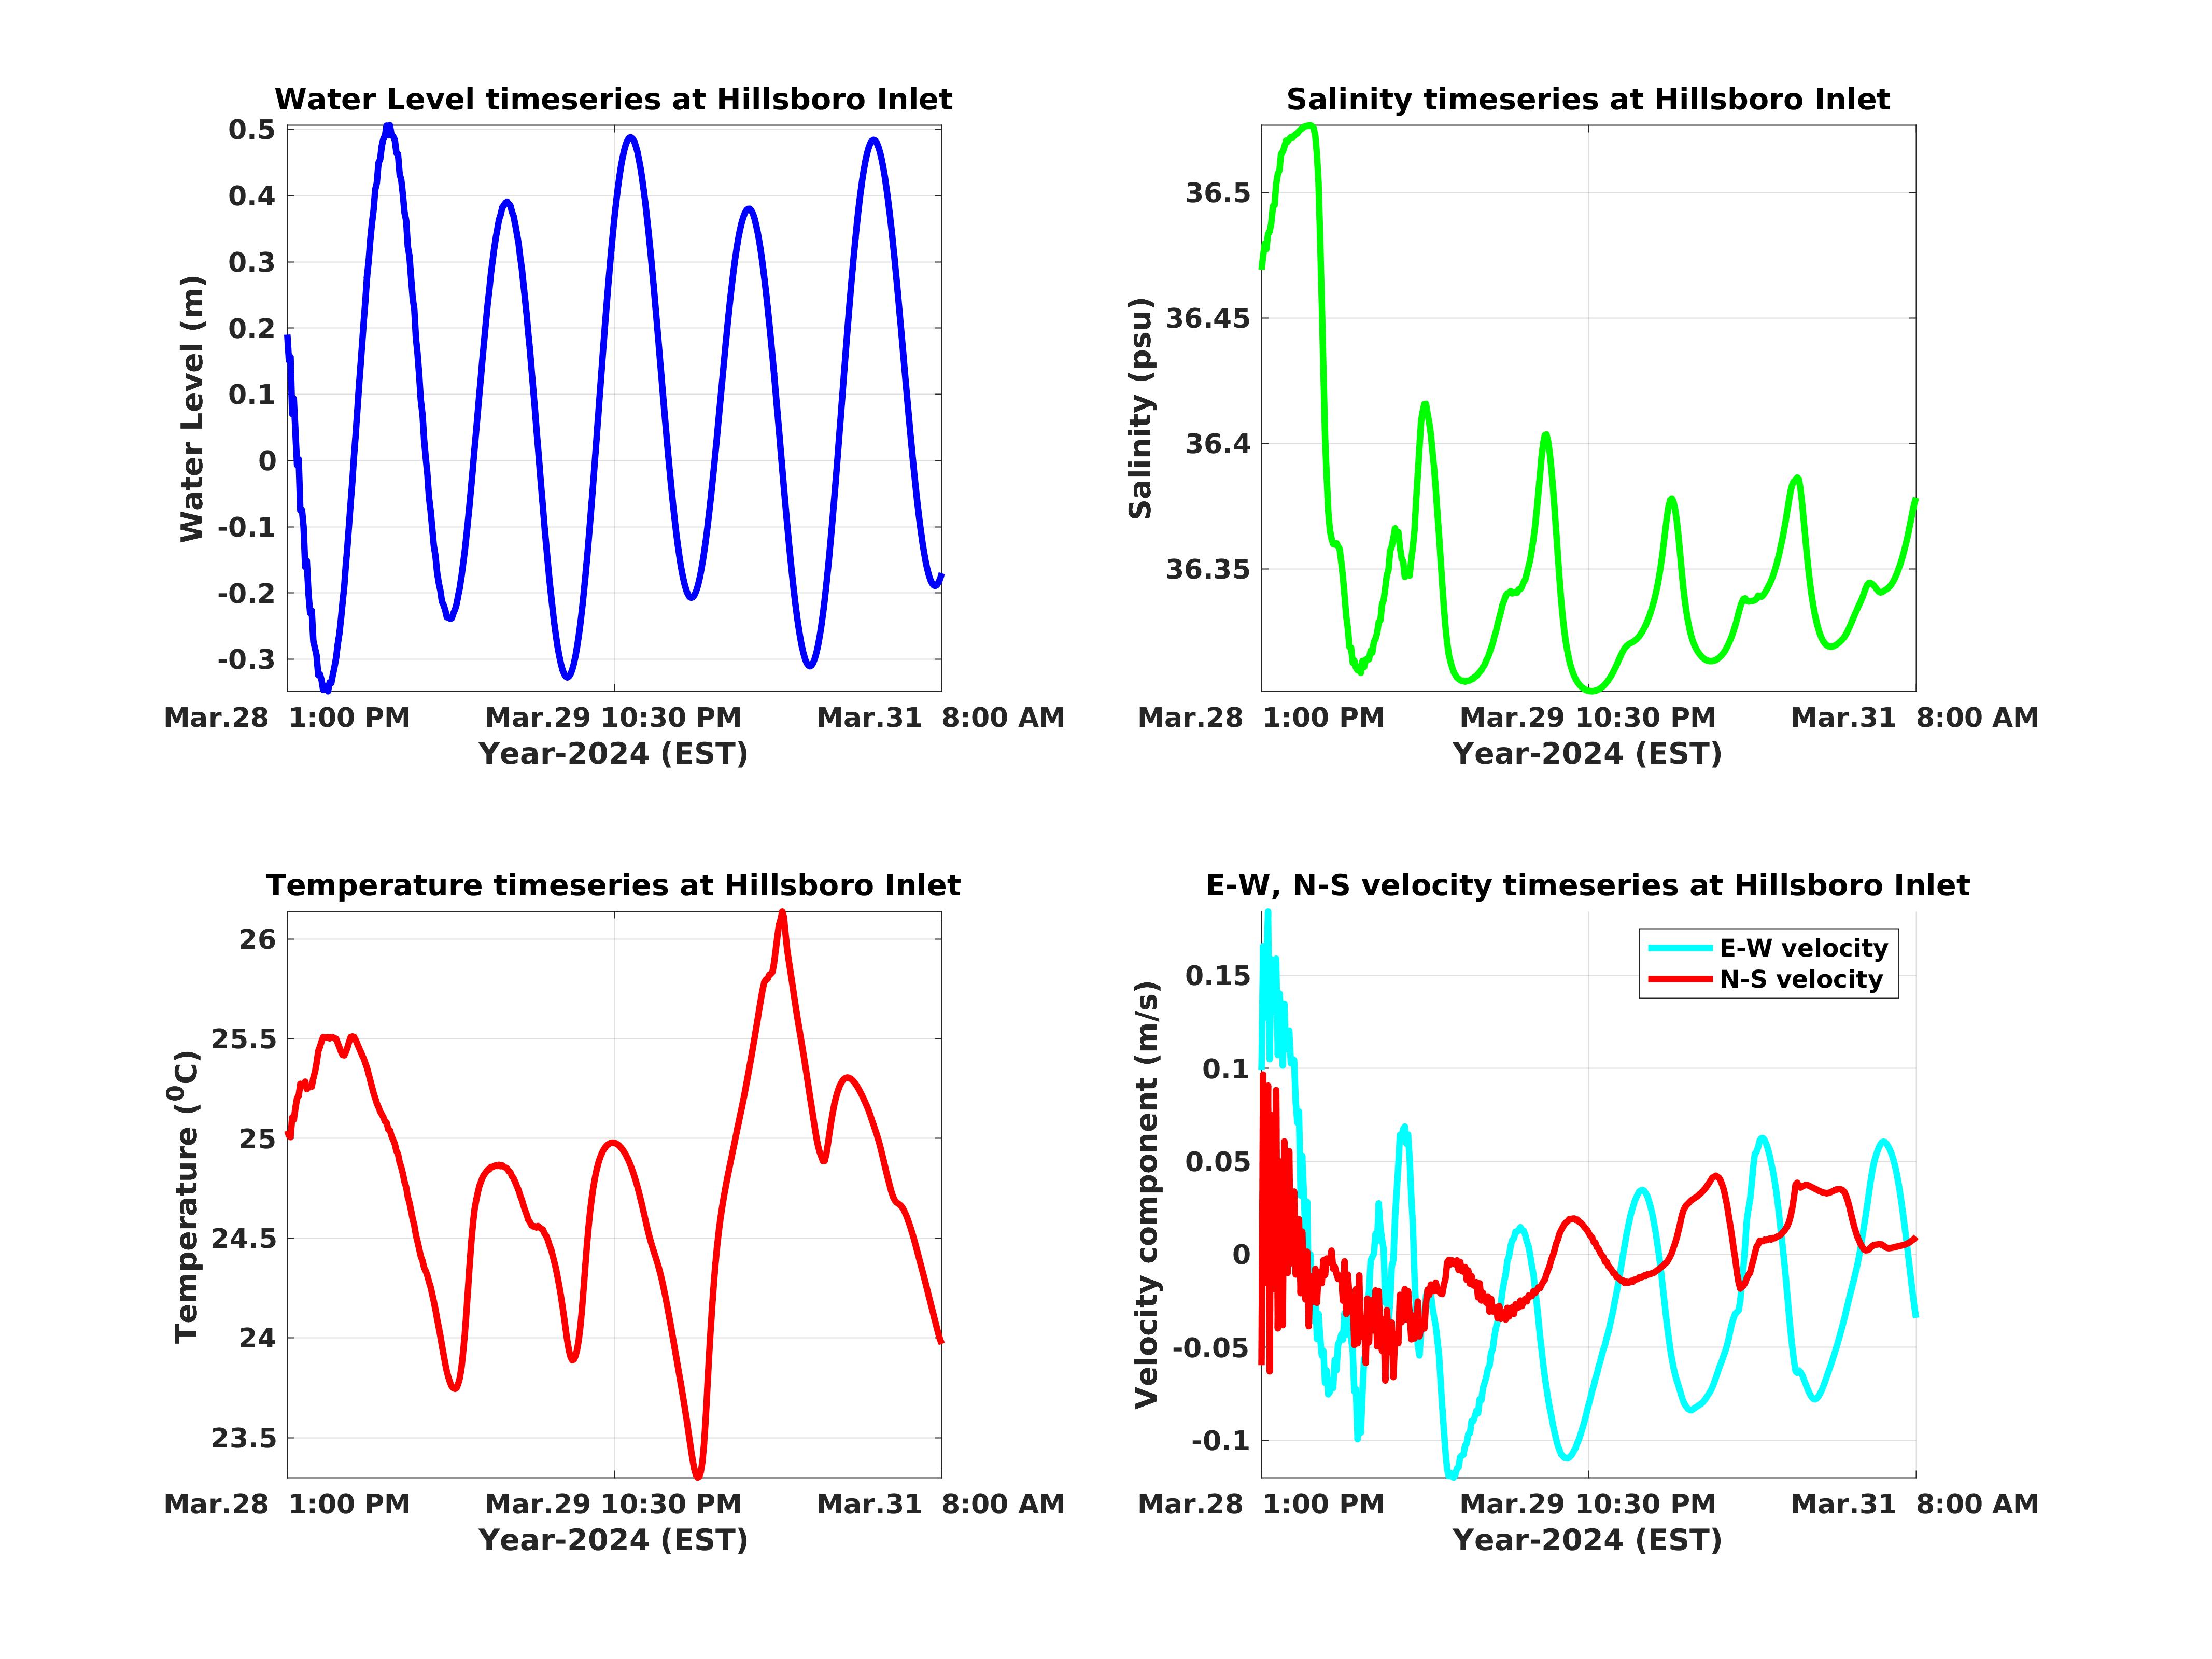 Water Level timeseries at Hillsboro Inlet
0.5
0.4
0.3
0.2
0.1
0
-0.1
-0.2
-0.3
Water Level (m)
Mar.28 1:00 PM
Mar.29 10:30 PM
Mar.31 8:00 AM
Year-2024 (EST)
Salinity timeseries at Hillsboro Inlet
36.5
36.45
36.4
36.35
Salinity (psu)
Mar.28 1:00 PM
Mar.29 10:30 PM
Mar.31 8:00 AM
Year-2024 (EST)
Temperature timeseries at Hillsboro Inlet
26
25.5
25
24.5
24
23.5
Temperature (⁰C)
Mar.28 1:00 PM
Mar.29 10:30 PM
Mar.31 8:00 AM
Year-2024 (EST)
E-W, N-S velocity timeseries at Hillsboro Inlet
E-W velocity
N-S velocity
0.15
0.1
0.05
0
-0.05
-0.1
Velocity component (m/s)
Mar.28 1:00 PM
Mar.29 10:30 PM
Mar.31 8:00 AM
Year-2024 (EST)